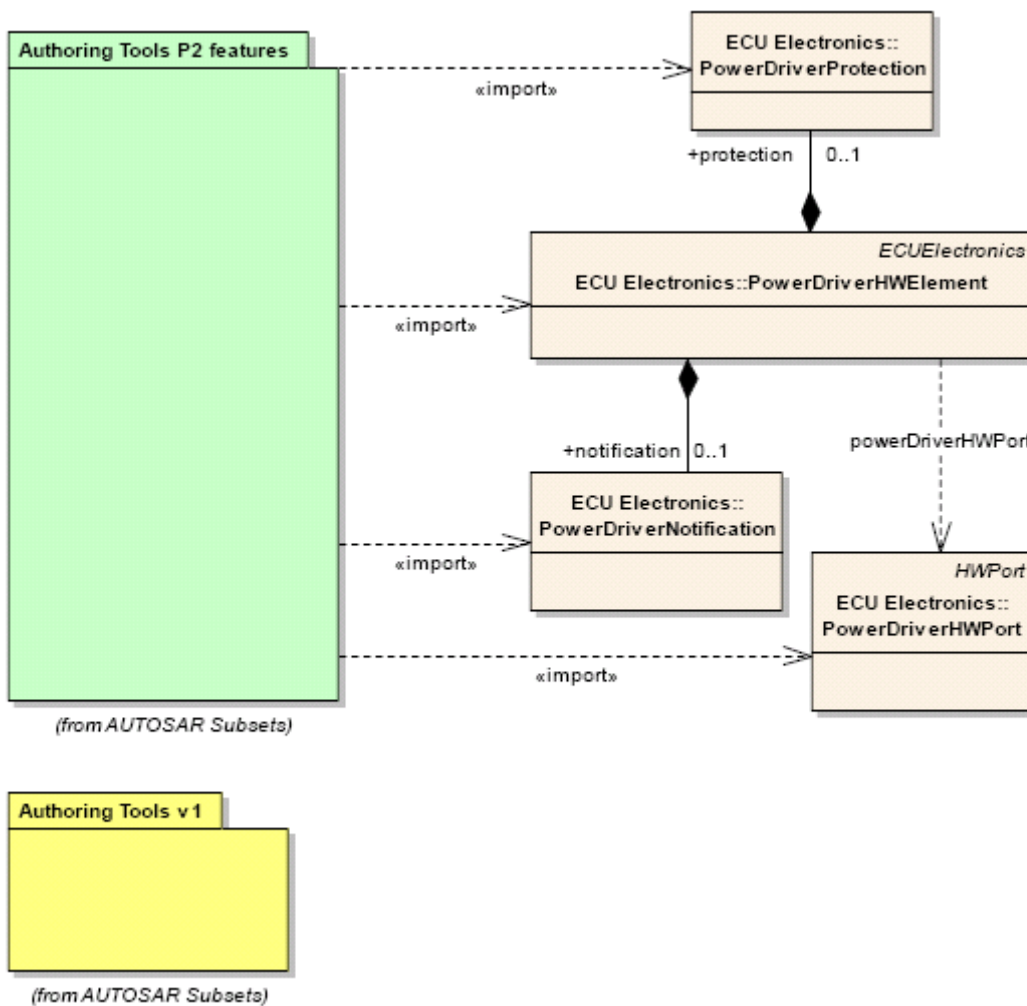 Authoring Tools P2 features
ECU Electronics::
PowerDriverProtection
«import»
+protection 0..1
ECUElectronics
ECU Electronics::PowerDriverHWElement
«import»
powerDriverHWPort
+notification 0..1
ECU Electronics::
PowerDriverNotification
«import»
HWPort
ECU Electronics::
PowerDriverHWPort
«import»
(from AUTOSAR Subsets)
Authoring Tools v1
(from AUTOSAR Subsets)